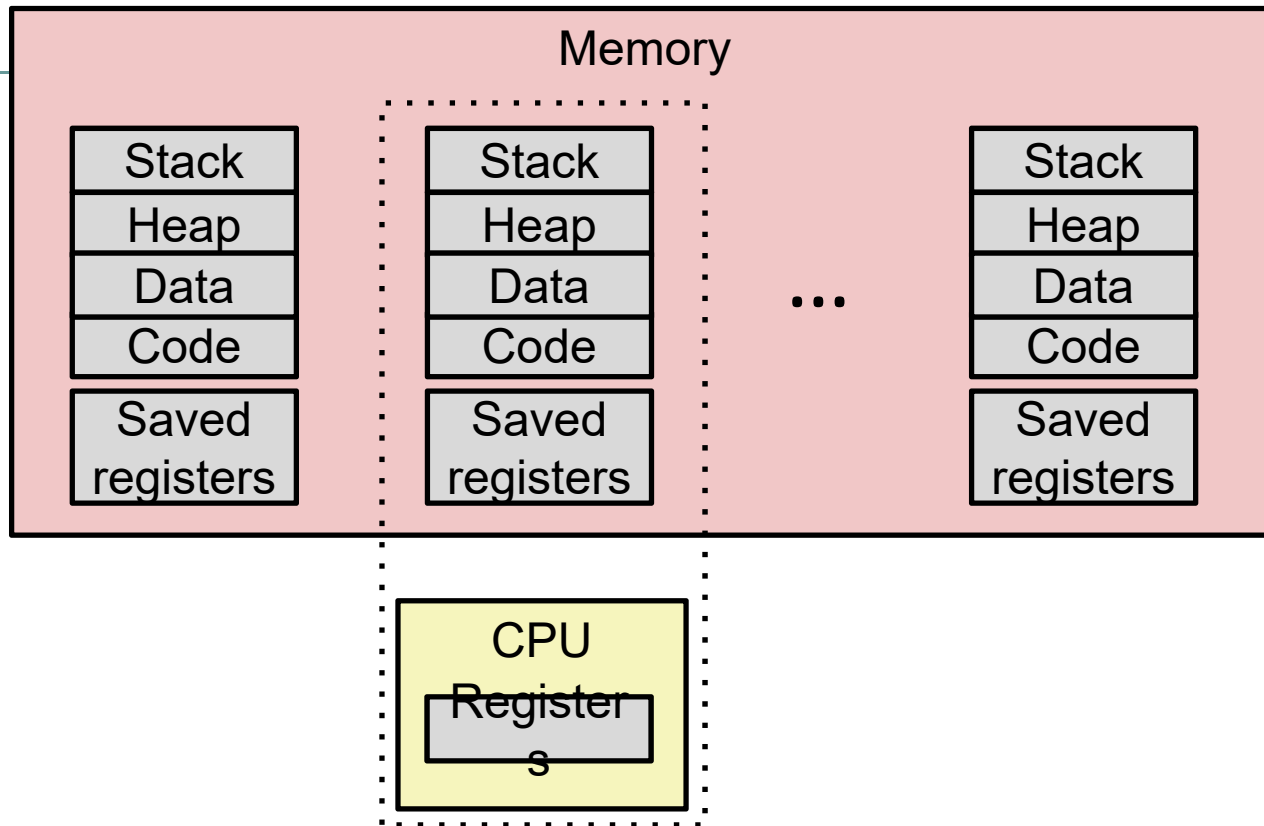 Memory
Stack
Heap
Data
Code
Saved
registers
Stack
Heap
Data
Code
Saved
registers
...
Stack
Heap
Data
Code
Saved
registers
CPU
Register
s